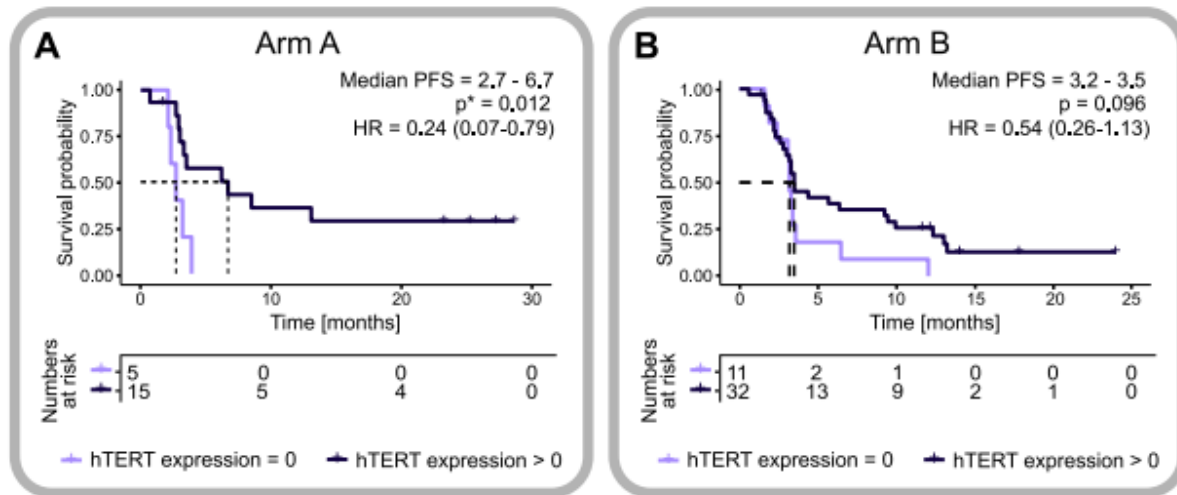 A
Arm A
Median PFS = 2.7 - 6.7
p* = 0.012
HR = 0.24 (0.07-0.79)
Survival probability
1.00
0.75
0.50
0.25
0.00
0
10
20
30
Time [months]
Numbers
at risk
5 0 0 0
15 5 4 0
hTERT expression = 0
hTERT expression > 0
B
Arm B
Median PFS = 3.2 - 3.5
p = 0.096
HR = 0.54 (0.26-1.13)
Survival probability
1.00
0.75
0.50
0.25
0.00
0
5
10
15
20
25
Time [months]
Numbers
at risk
11 2 1 0 0 0
32 13 9 2 1 0
hTERT expression = 0
hTERT expression > 0